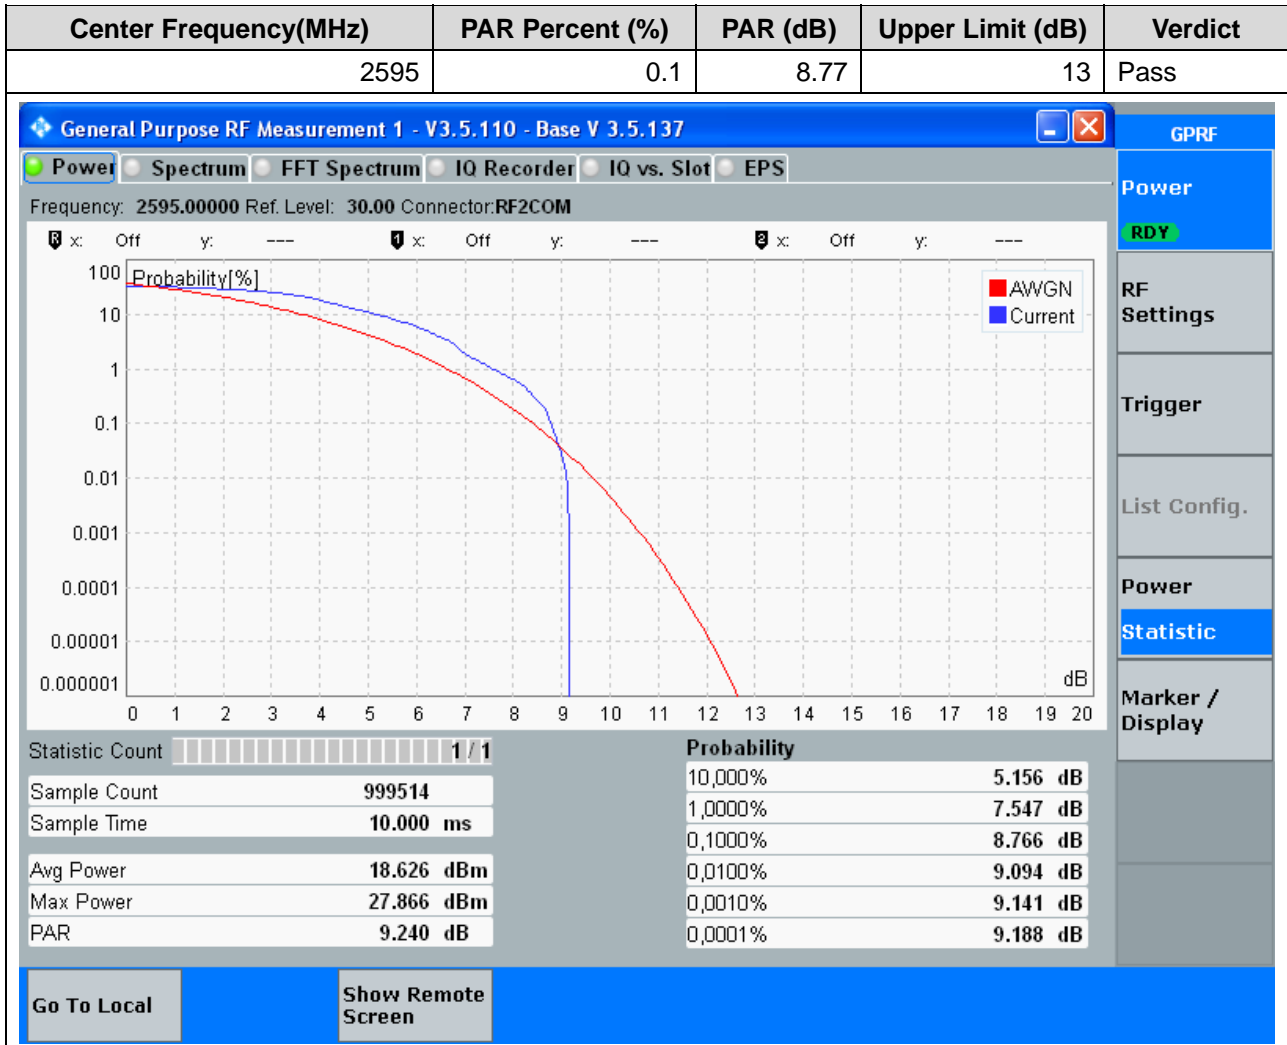 Center Frequency(MHz) PAR Percent (%) PAR (dB) Upper Limit (dB) Verdict
2595 0.1 8.77 13 Pass
General Purpose RF Measurement 1 - V3.5.110 - Base V 3.5.137
GPRF
Power Spectrum FFT Spectrum IQ Recorder IQ vs. Slot EPS
Frequency: 2595.00000 Ref. Level: 30.00 Connector:RF2COM
R x: Off y: --- 1 x: Off y: --- 2 x: Off y: ---
Probability[%]
AWGN
Current
100
10
1
0.1
0.01
0.001
0.0001
0.00001
0.000001
dB
0 1 2 3 4 5 6 7 8 9 10 11 12 13 14 15 16 17 18 19 20
Statistic Count 1 / 1
Sample Count 999514
Sample Time 10.000 ms
Avg Power 18.626 dBm
Max Power 27.866 dBm
PAR 9.240 dB
Probability
10,000% 5.156 dB
1,0000% 7.547 dB
0,1000% 8.766 dB
0,0100% 9.094 dB
0,0010% 9.141 dB
0,0001% 9.188 dB
Power
RDY
RF
Settings
Trigger
List Config.
Power
Statistic
Marker /
Display
Go To Local
Show Remote
Screen